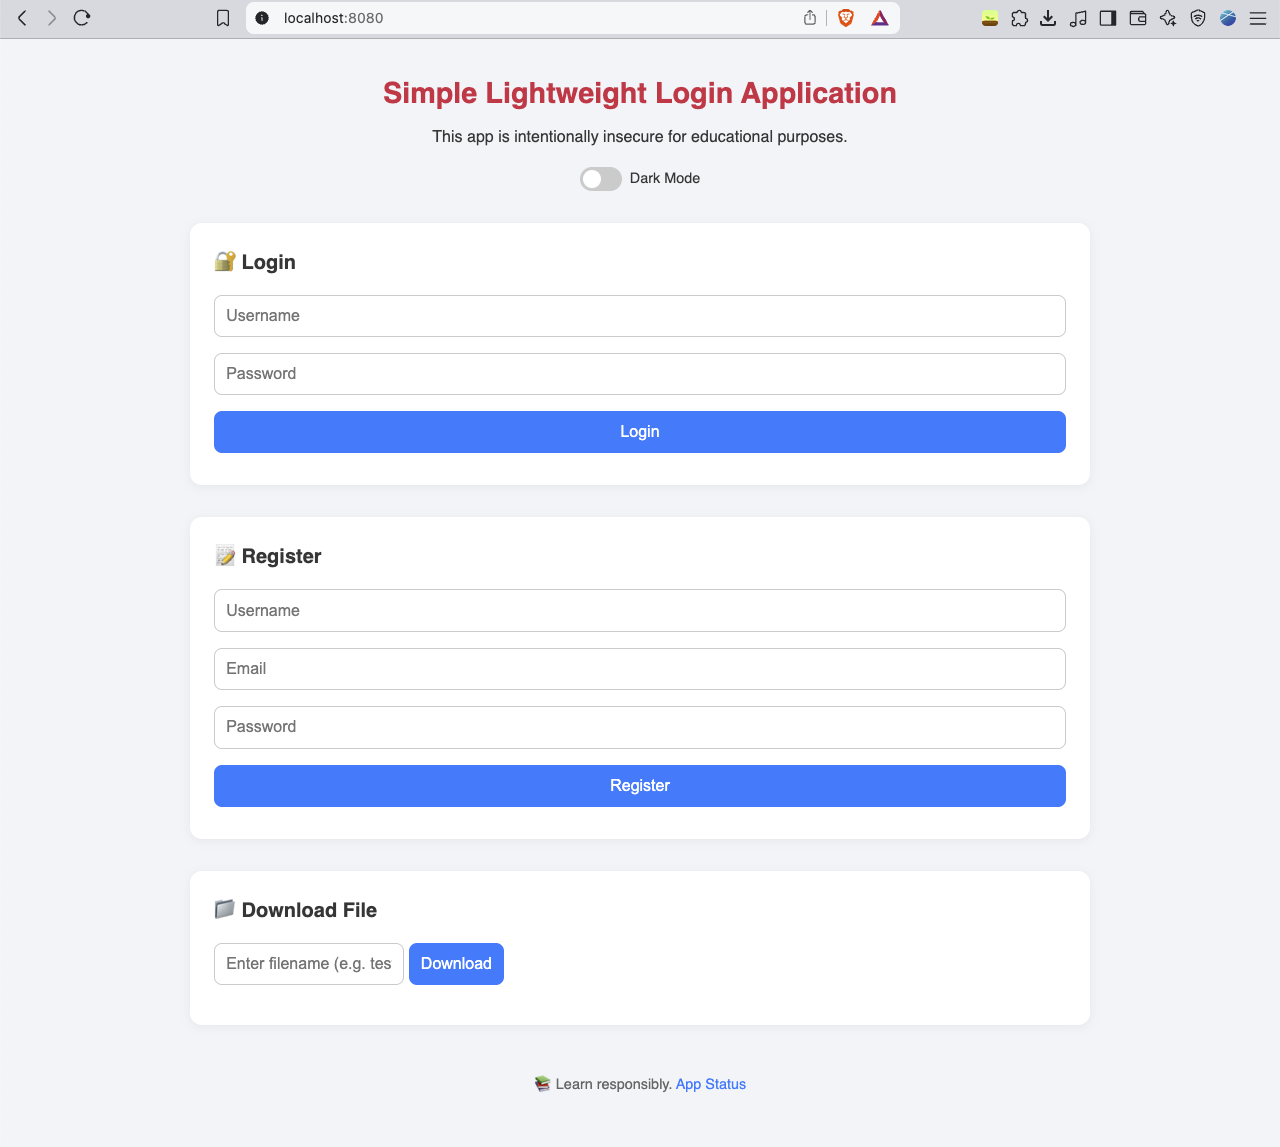 localhost:8080
Simple Lightweight Login Application
This app is intentionally insecure for educational purposes.
Dark Mode
🔐 Login
Username
Password
Login
📝 Register
Username
Email
Password
Register
📁 Download File
Enter filename (e.g. tes
Download
📚 Learn responsibly. App Status